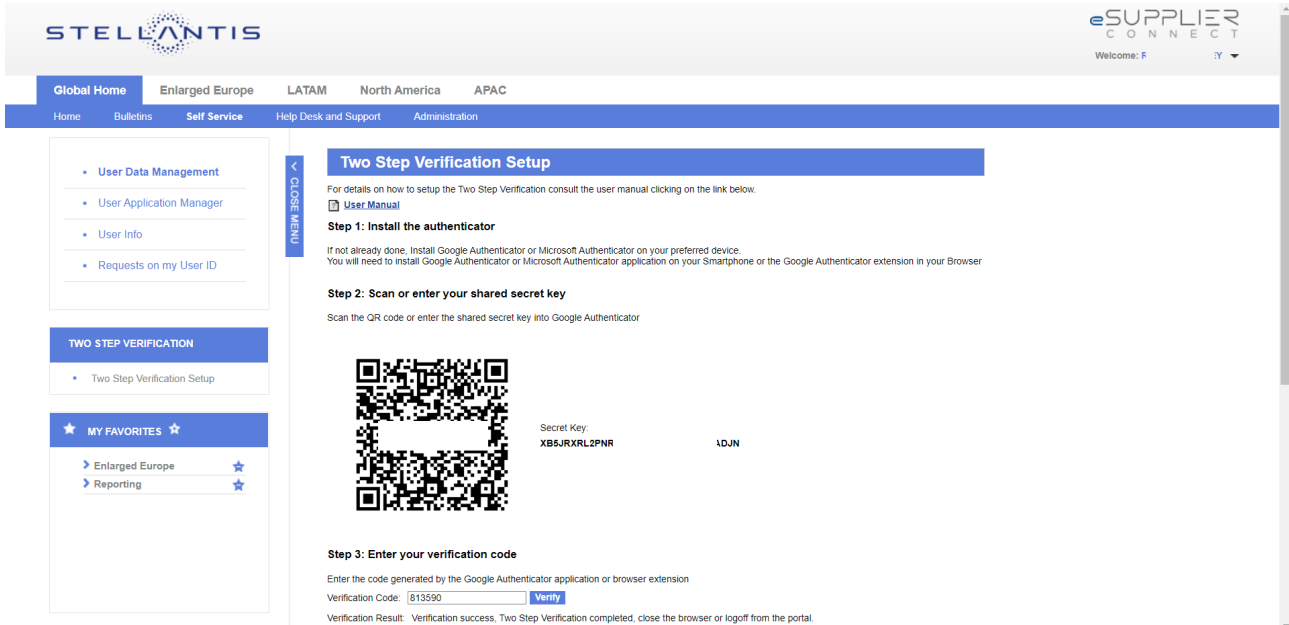 STELLANTIS
eSUPPLIER
CONNECT
Welcome: F Y
Global Home Enlarged Europe LATAM North America APAC
Home Bulletins Self Service Help Desk and Support Administration
User Data Management
User Application Manager
User Info
Requests on my User ID
TWO STEP VERIFICATION
Two Step Verification Setup
MY FAVORITES
Enlarged Europe
Reporting
CLOSE MENU
Two Step Verification Setup
For details on how to setup the Two Step Verification consult the user manual clicking on the link below.
User Manual
Step 1: Install the authenticator
If not already done, Install Google Authenticator or Microsoft Authenticator on your preferred device.
You will need to install Google Authenticator or Microsoft Authenticator application on your Smartphone or the Google Authenticator extension in your Browser
Step 2: Scan or enter your shared secret key
Scan the QR code or enter the shared secret key into Google Authenticator
Secret Key:
XB5JRXRL2PNR ADJN
Step 3: Enter your verification code
Enter the code generated by the Google Authenticator application or browser extension
Verification Code: 813590 Verify
Verification Result: Verification success, Two Step Verification completed, close the browser or logoff from the portal.